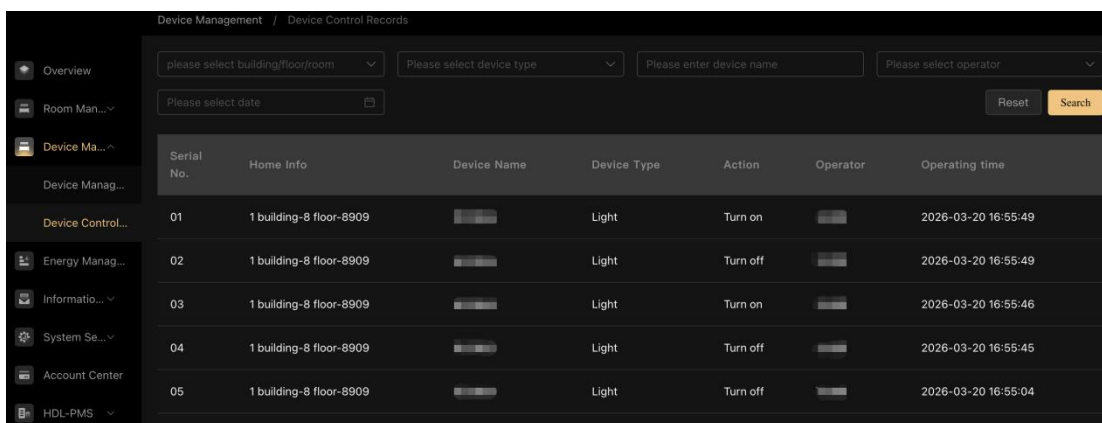 Device Management / Device Control Records
Overview
Room Man...
Device Ma...
Device Manag...
Device Control...
Energy Manag...
Informatio...
System Se...
Account Center
HDL-PMS
please select building/floor/room
Please select device type
Please enter device name
Please select operator
Please select date
Reset
Search
Serial No. Home Info Device Name Device Type Action Operator Operating time
01 1 building-8 floor-8909 Light Turn on 2026-03-20 16:55:49
02 1 building-8 floor-8909 Light Turn off 2026-03-20 16:55:49
03 1 building-8 floor-8909 Light Turn on 2026-03-20 16:55:46
04 1 building-8 floor-8909 Light Turn off 2026-03-20 16:55:45
05 1 building-8 floor-8909 Light Turn off 2026-03-20 16:55:04